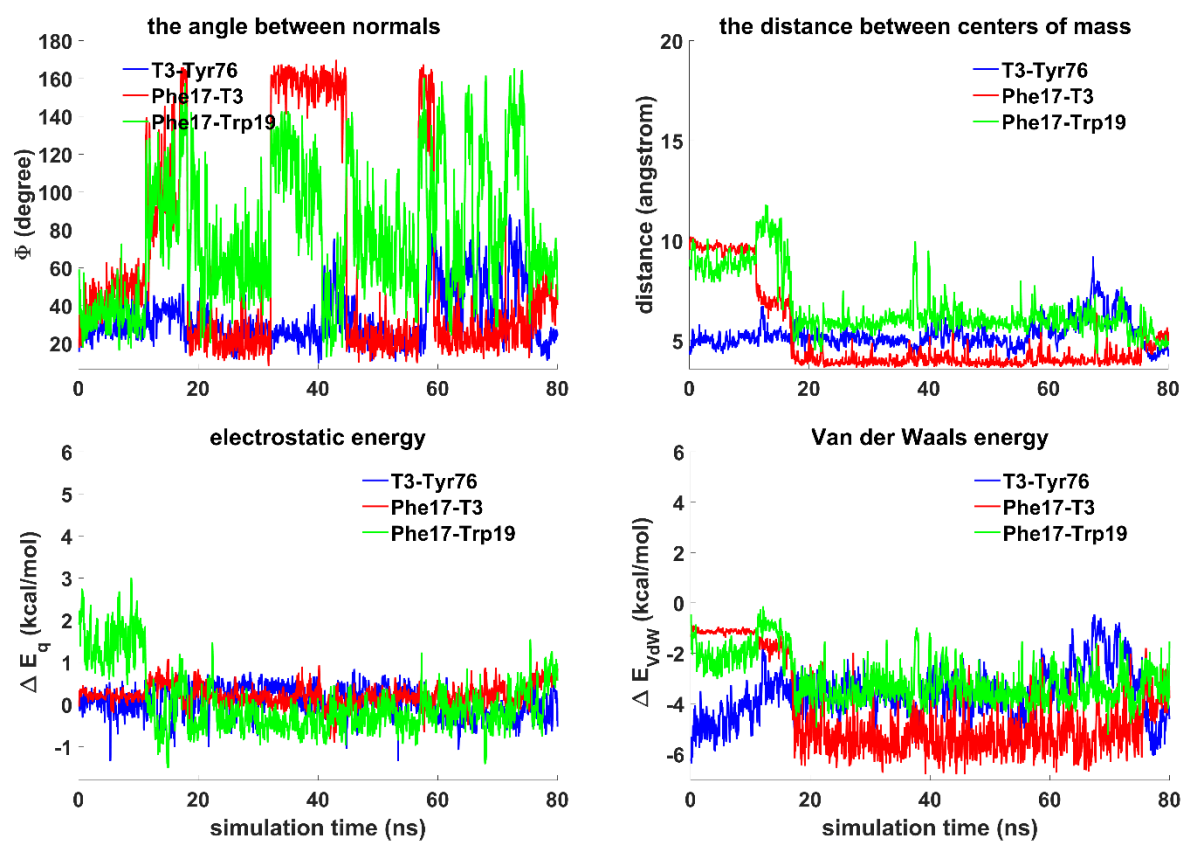 the angle between normals
180
160
140
120
100
80
60
40
20
0
20
40
60
80
Φ (degree)
T3-Tyr76
Phe17-T3
Phe17-Trp19
the distance between centers of mass
20
15
10
5
0
20
40
60
80
distance (angstrom)
T3-Tyr76
Phe17-T3
Phe17-Trp19
electrostatic energy
6
5
4
3
2
1
0
-1
0
20
40
60
80
Δ E_q (kcal/mol)
simulation time (ns)
T3-Tyr76
Phe17-T3
Phe17-Trp19
Van der Waals energy
6
4
2
0
-2
-4
-6
0
20
40
60
80
Δ E_VdW (kcal/mol)
simulation time (ns)
T3-Tyr76
Phe17-T3
Phe17-Trp19